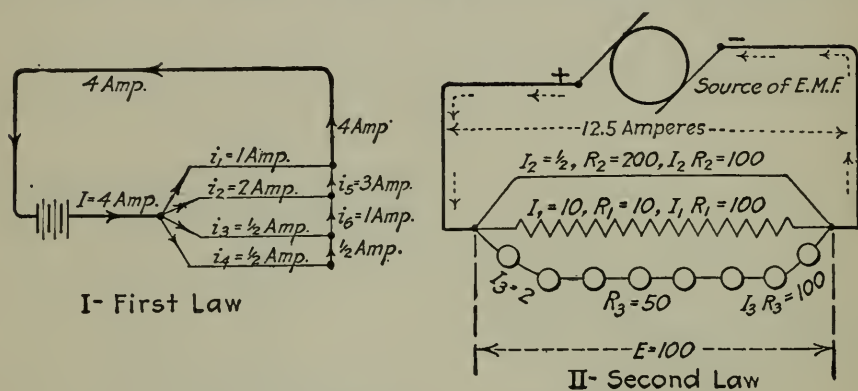 4 Amp.
4 Amp.
I=4 Amp.
i₁=1 Amp.
i₂=2 Amp.
i₃=½ Amp.
i₄=½ Amp.
i₅=3 Amp.
i₆=1 Amp.
½ Amp.
I- First Law
+
-
Source of E.M.F.
12.5 Amperes
I₂=½, R₂=200, I₂ R₂=100
I₁=10, R₁=10, I₁ R₁=100
I₃=2
R₃=50
I₃ R₃=100
E=100
II- Second Law